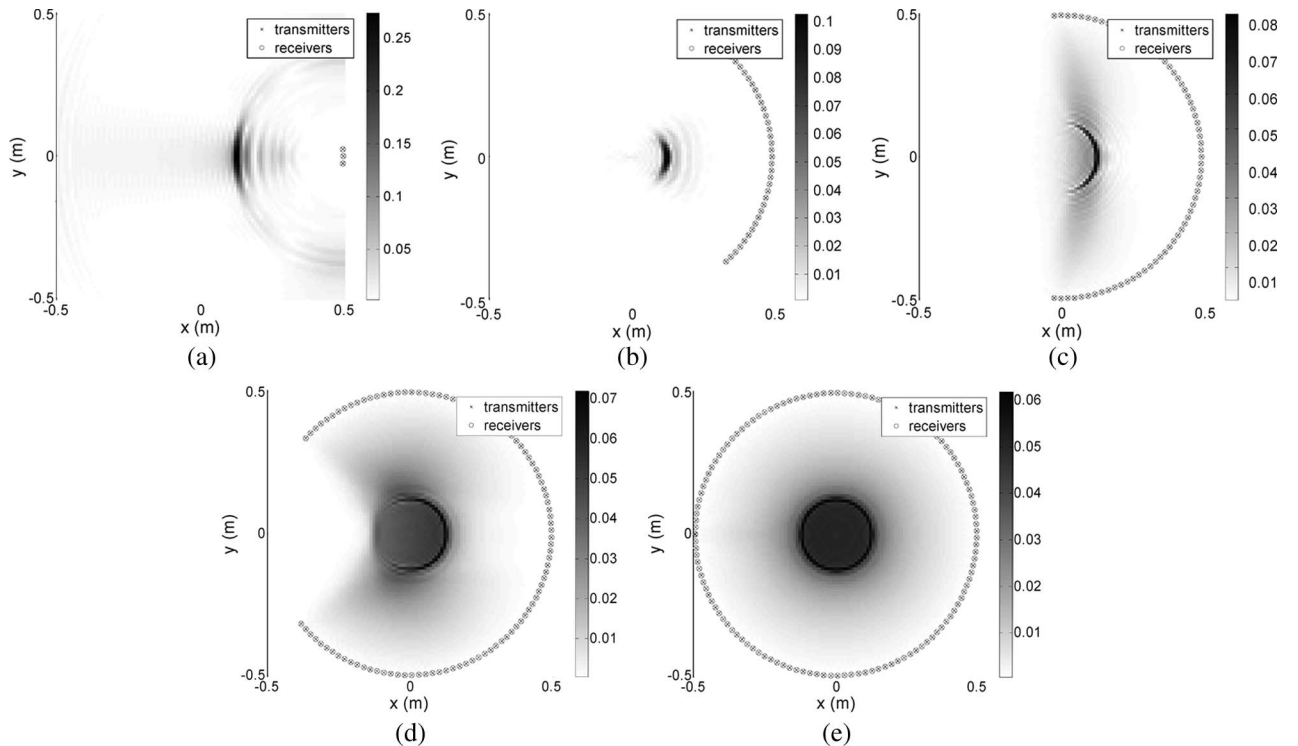 0.5
transmitters
receivers
0.25
0.2
0.15
0.1
0.05
y (m)
0
-0.5
-0.5
0
0.5
x (m)
(a)
0.5
transmitters
receivers
0.1
0.09
0.08
0.07
0.06
0.05
0.04
0.03
0.02
0.01
y (m)
0
-0.5
-0.5
0
0.5
x (m)
(b)
0.5
transmitters
receivers
0.08
0.07
0.06
0.05
0.04
0.03
0.02
0.01
y (m)
0
-0.5
-0.5
0
0.5
x (m)
(c)
0.5
transmitters
receivers
0.07
0.06
0.05
0.04
0.03
0.02
0.01
y (m)
0
-0.5
-0.5
0
0.5
x (m)
(d)
0.5
transmitters
receivers
0.06
0.05
0.04
0.03
0.02
0.01
y (m)
0
-0.5
-0.5
0
0.5
x (m)
(e)